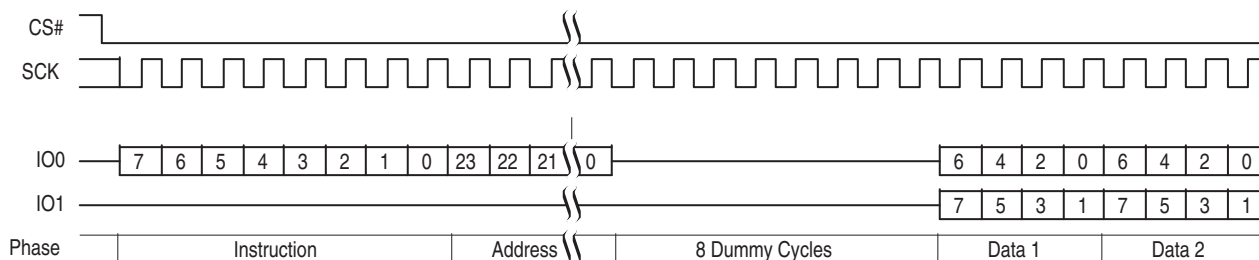 CS#
SCK
IO0 7 6 5 4 3 2 1 0 23 22 21 0 6 4 2 0 6 4 2 0
IO1 7 5 3 1 7 5 3 1
Phase Instruction Address 8 Dummy Cycles Data 1 Data 2